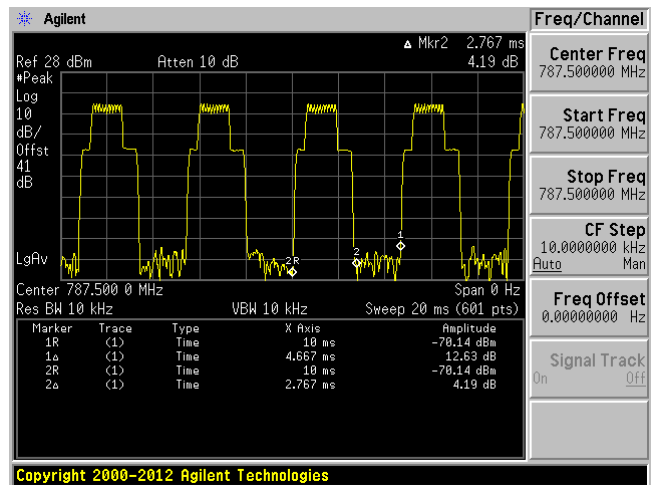 Agilent
Freq/Channel
Δ Mkr2 2.767 ms
Ref 28 dBm Atten 10 dB 4.19 dB
#Peak
Log
10
dB/
Offst
41
dB
LgAv
1
2R
2
Center 787.500 0 MHz Span 0 Hz
Res BW 10 kHz VBW 10 kHz Sweep 20 ms (601 pts)
Marker Trace Type X Axis Amplitude
1R (1) Time 10 ms -70.14 dBm
1Δ (1) Time 4.667 ms 12.63 dB
2R (1) Time 10 ms -70.14 dBm
2Δ (1) Time 2.767 ms 4.19 dB
Center Freq
787.500000 MHz
Start Freq
787.500000 MHz
Stop Freq
787.500000 MHz
CF Step
10.0000000 kHz
Auto Man
Freq Offset
0.00000000 Hz
Signal Track
On Off
Copyright 2000-2012 Agilent Technologies